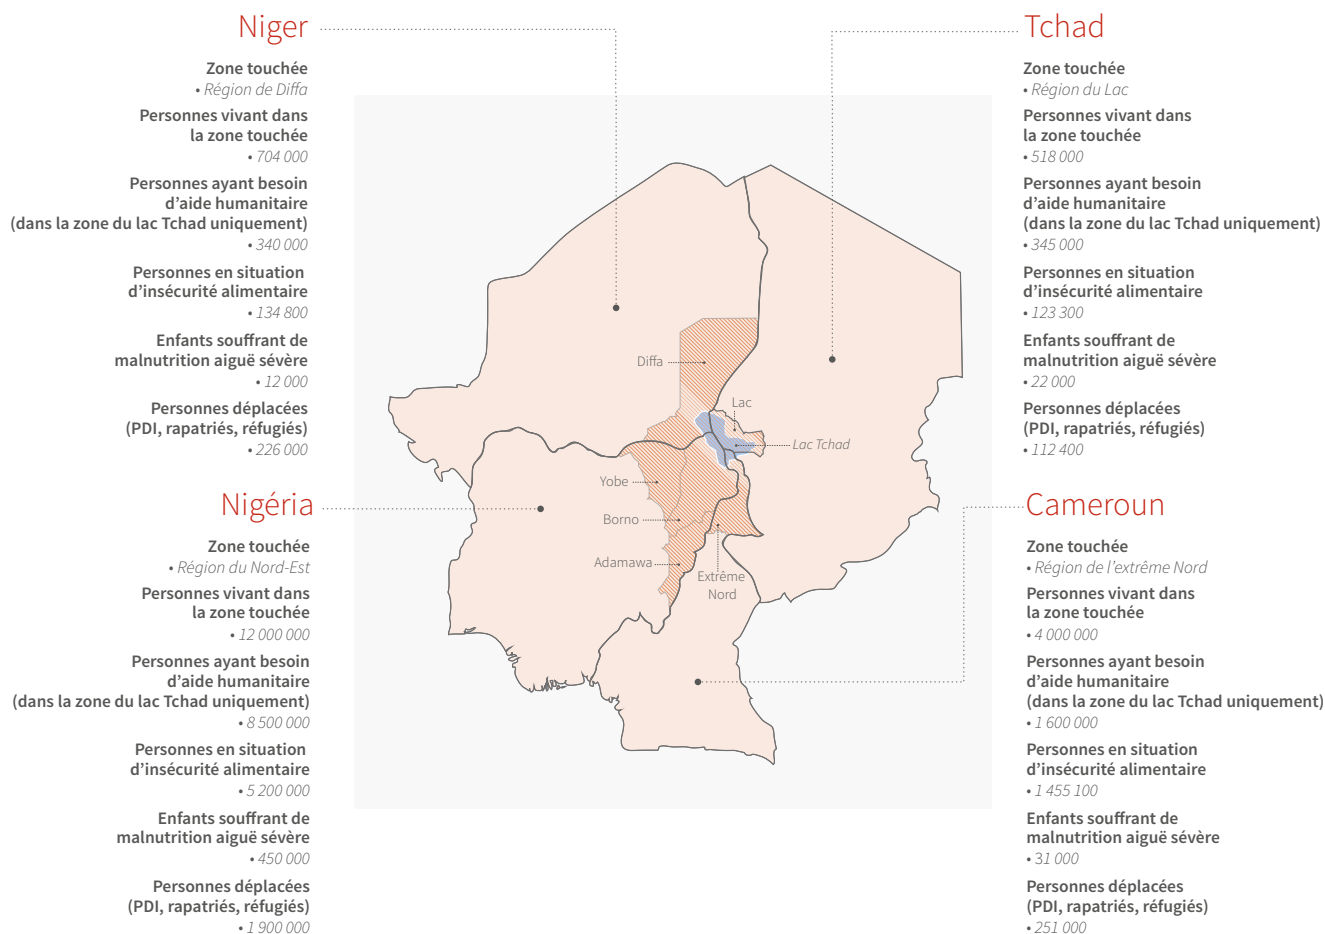 Niger
Zone touchée
• Région de Diffa
Personnes vivant dans
la zone touchée
• 704 000
Personnes ayant besoin
d’aide humanitaire
(dans la zone du lac Tchad uniquement)
• 340 000
Personnes en situation
d’insécurité alimentaire
• 134 800
Enfants souffrant de
malnutrition aiguë sévère
• 12 000
Personnes déplacées
(PDI, rapatriés, réfugiés)
• 226 000
Nigéria
Zone touchée
• Région du Nord-Est
Personnes vivant dans
la zone touchée
• 12 000 000
Personnes ayant besoin
d’aide humanitaire
(dans la zone du lac Tchad uniquement)
• 8 500 000
Personnes en situation
d’insécurité alimentaire
• 5 200 000
Enfants souffrant de
malnutrition aiguë sévère
• 450 000
Personnes déplacées
(PDI, rapatriés, réfugiés)
• 1 900 000
Diffa
Lac
Lac Tchad
Yobe
Borno
Adamawa
Extrême
Nord
Tchad
Zone touchée
• Région du Lac
Personnes vivant dans
la zone touchée
• 518 000
Personnes ayant besoin
d’aide humanitaire
(dans la zone du lac Tchad uniquement)
• 345 000
Personnes en situation
d’insécurité alimentaire
• 123 300
Enfants souffrant de
malnutrition aiguë sévère
• 22 000
Personnes déplacées
(PDI, rapatriés, réfugiés)
• 112 400
Cameroun
Zone touchée
• Région de l’extrême Nord
Personnes vivant dans
la zone touchée
• 4 000 000
Personnes ayant besoin
d’aide humanitaire
(dans la zone du lac Tchad uniquement)
• 1 600 000
Personnes en situation
d’insécurité alimentaire
• 1 455 100
Enfants souffrant de
malnutrition aiguë sévère
• 31 000
Personnes déplacées
(PDI, rapatriés, réfugiés)
• 251 000